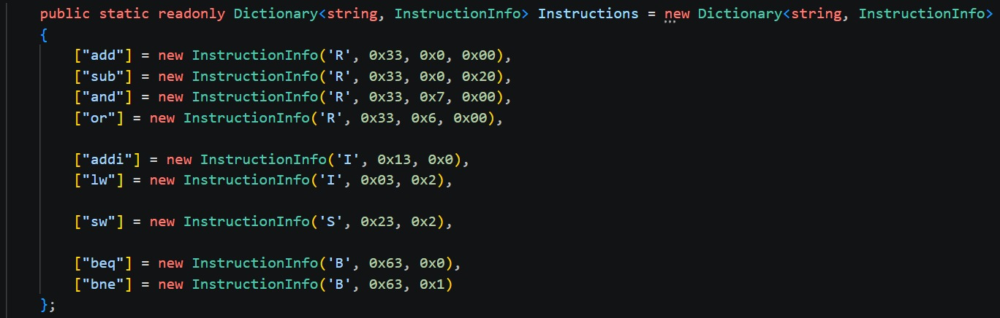 public static readonly Dictionary<string, InstructionInfo> Instructions = new Dictionary<string, InstructionInfo>
{
    ["add"] = new InstructionInfo('R', 0x33, 0x0, 0x00),
    ["sub"] = new InstructionInfo('R', 0x33, 0x0, 0x20),
    ["and"] = new InstructionInfo('R', 0x33, 0x7, 0x00),
    ["or"] = new InstructionInfo('R', 0x33, 0x6, 0x00),

    ["addi"] = new InstructionInfo('I', 0x13, 0x0),
    ["lw"] = new InstructionInfo('I', 0x03, 0x2),

    ["sw"] = new InstructionInfo('S', 0x23, 0x2),

    ["beq"] = new InstructionInfo('B', 0x63, 0x0),
    ["bne"] = new InstructionInfo('B', 0x63, 0x1)
};